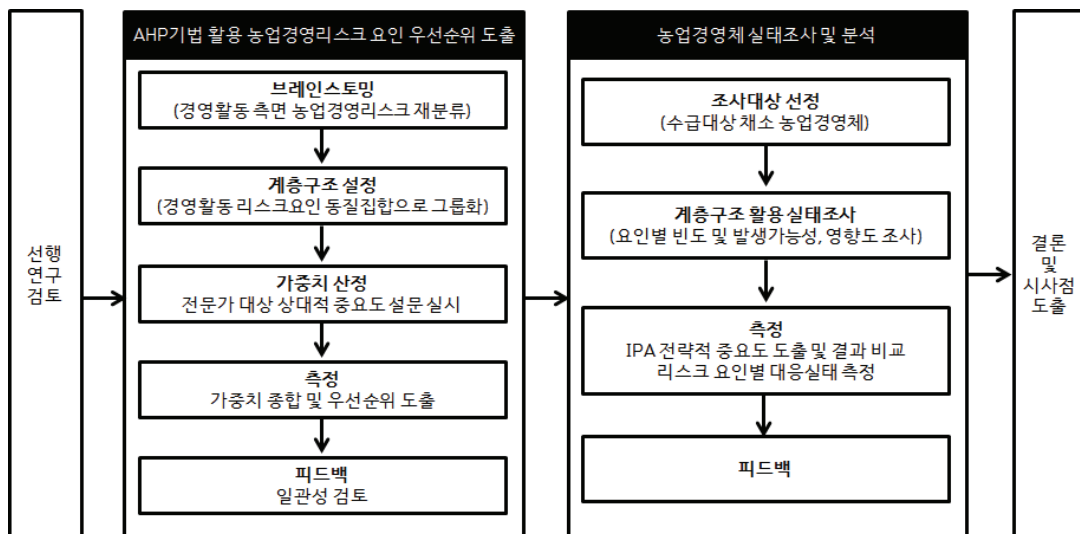 선행
연구
검토
AHP기법 활용 농업경영리스크 요인 우선순위 도출
브레인스토밍
(경영활동 측면 농업경영리스크 재분류)
계층구조 설정
(경영활동 리스크요인 동질집합으로 그룹화)
가중치 산정
전문가 대상 상대적 중요도 설문 실시
측정
가중치 종합 및 우선순위 도출
피드백
일관성 검토
농업경영체 실태조사 및 분석
조사대상 선정
(수급대상 채소 농업경영체)
계층구조 활용 실태조사
(요인별 빈도 및 발생가능성, 영향도 조사)
측정
IPA 전략적 중요도 도출 및 결과 비교
리스크 요인별 대응실태 측정
피드백
결론
및
시사점
도출